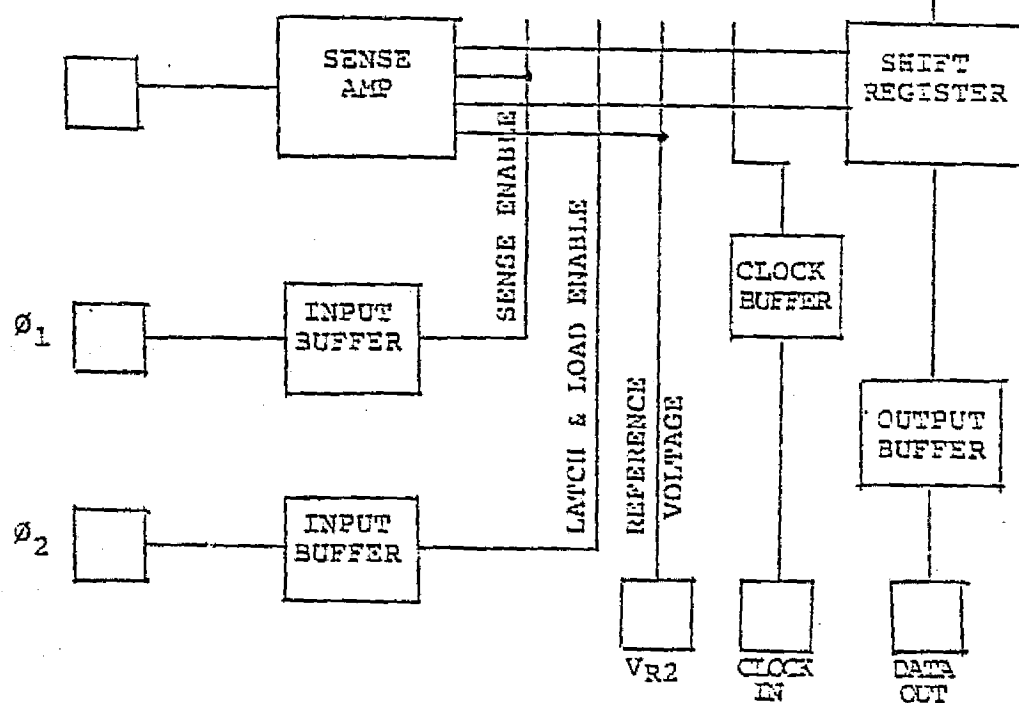 SENSE
AMP
SHIFT
REGISTER
SENSE ENABLE
LATCH & LOAD ENABLE
REFERENCE
VOLTAGE
CLOCK
BUFFER
Ø1
INPUT
BUFFER
OUTPUT
BUFFER
Ø2
INPUT
BUFFER
VR2
CLOCK
IN
DATA
OUT